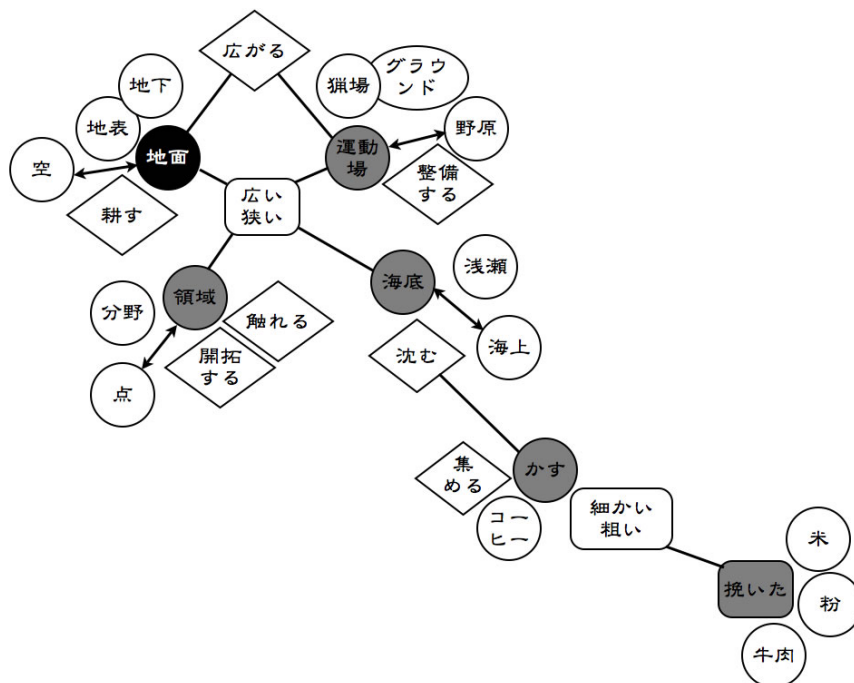 広がる
地下
猟場
グラウ
ンド
地表
野原
地面
運動
場
空
整備
する
広い
狭い
耕す
浅瀬
領域
海底
分野
触れる
海上
開拓
する
沈む
点
集
める
かす
コー
ヒー
細かい
粗い
米
挽いた
粉
牛肉